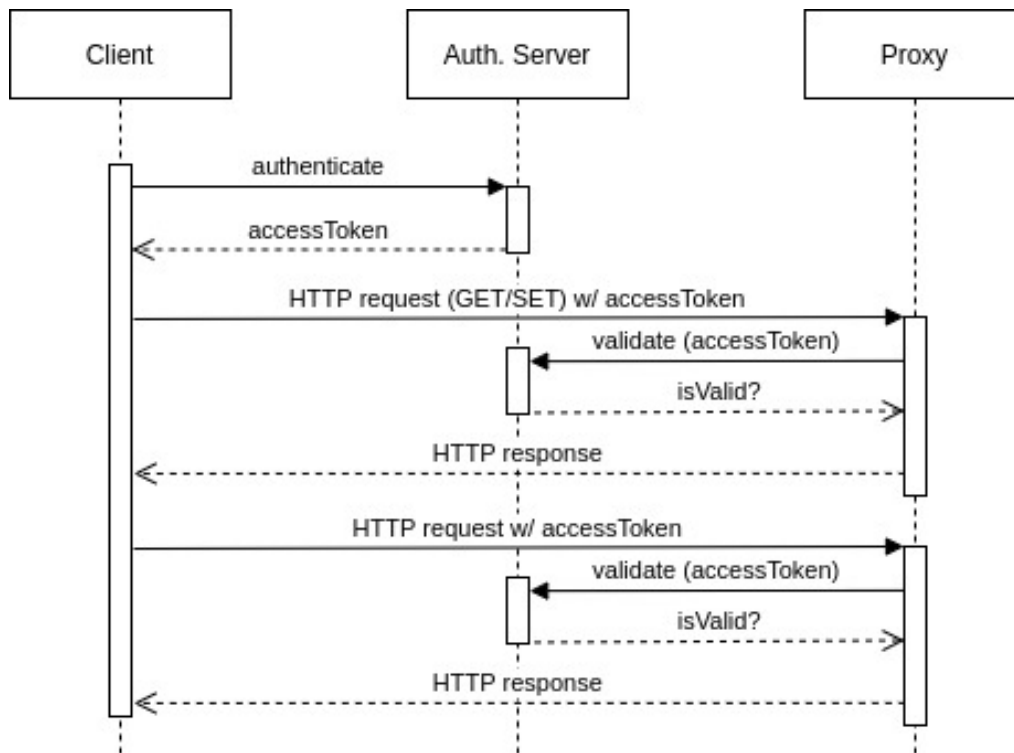 Client
Auth. Server
Proxy
authenticate
accessToken
HTTP request (GET/SET) w/ accessToken
validate (accessToken)
isValid?
HTTP response
HTTP request w/ accessToken
validate (accessToken)
isValid?
HTTP response